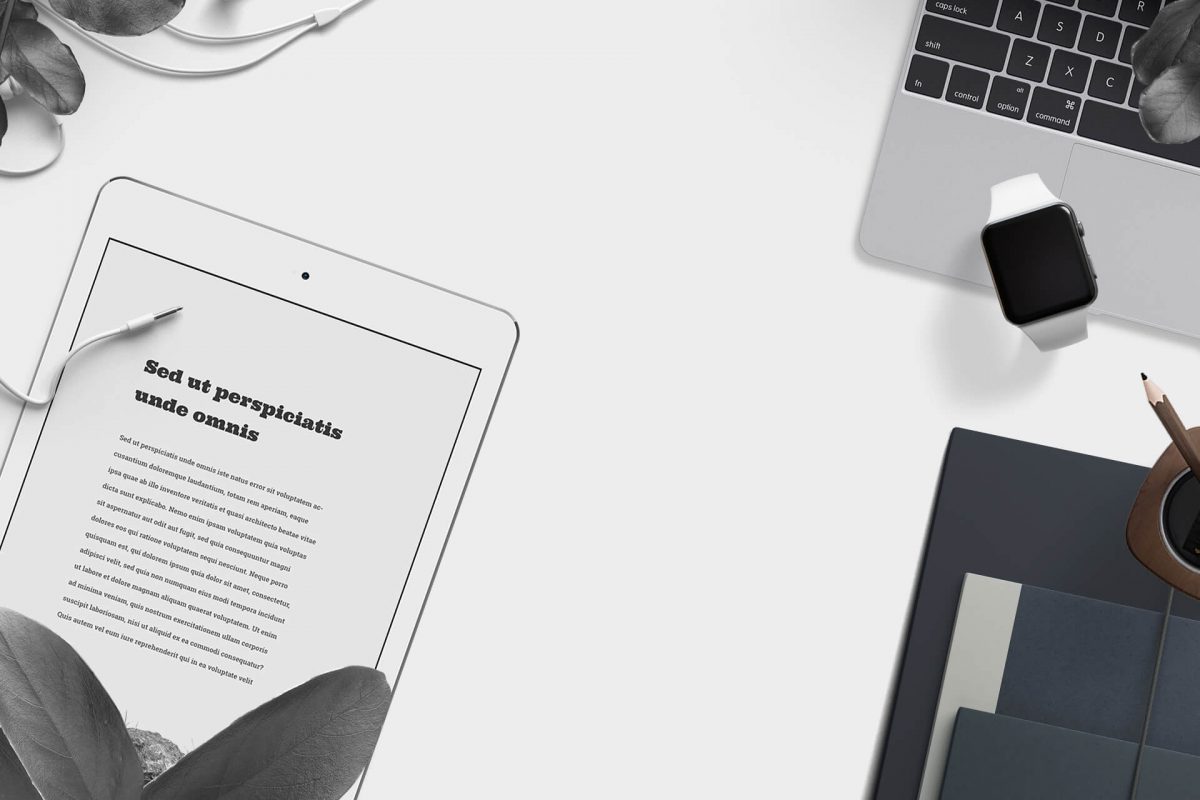 Sed ut perspiciatis
unde omnis
Sed ut perspiciatis unde omnis iste natus error sit voluptatem ac-
cusantium doloremque laudantium, totam rem aperiam, eaque
ipsa quae ab illo inventore veritatis et quasi architecto beatae vitae
dicta sunt explicabo. Nemo enim ipsam voluptatem quia voluptas
sit aspernatur aut odit aut fugit, sed quia consequuntur magni
dolores eos qui ratione voluptatem sequi nesciunt. Neque porro
quisquam est, qui dolorem ipsum quia dolor sit amet, consectetur,
adipisci velit, sed quia non numquam eius modi tempora incidunt
ut labore et dolore magnam aliquam quaerat voluptatem. Ut enim
ad minima veniam, quis nostrum exercitationem ullam corporis
suscipit laboriosam, nisi ut aliquid ex ea commodi consequatur?
Quis autem vel eum iure reprehenderit qui in ea voluptate velit
caps lock A S D R
shift Z X C
fn control alt option ⌘ command